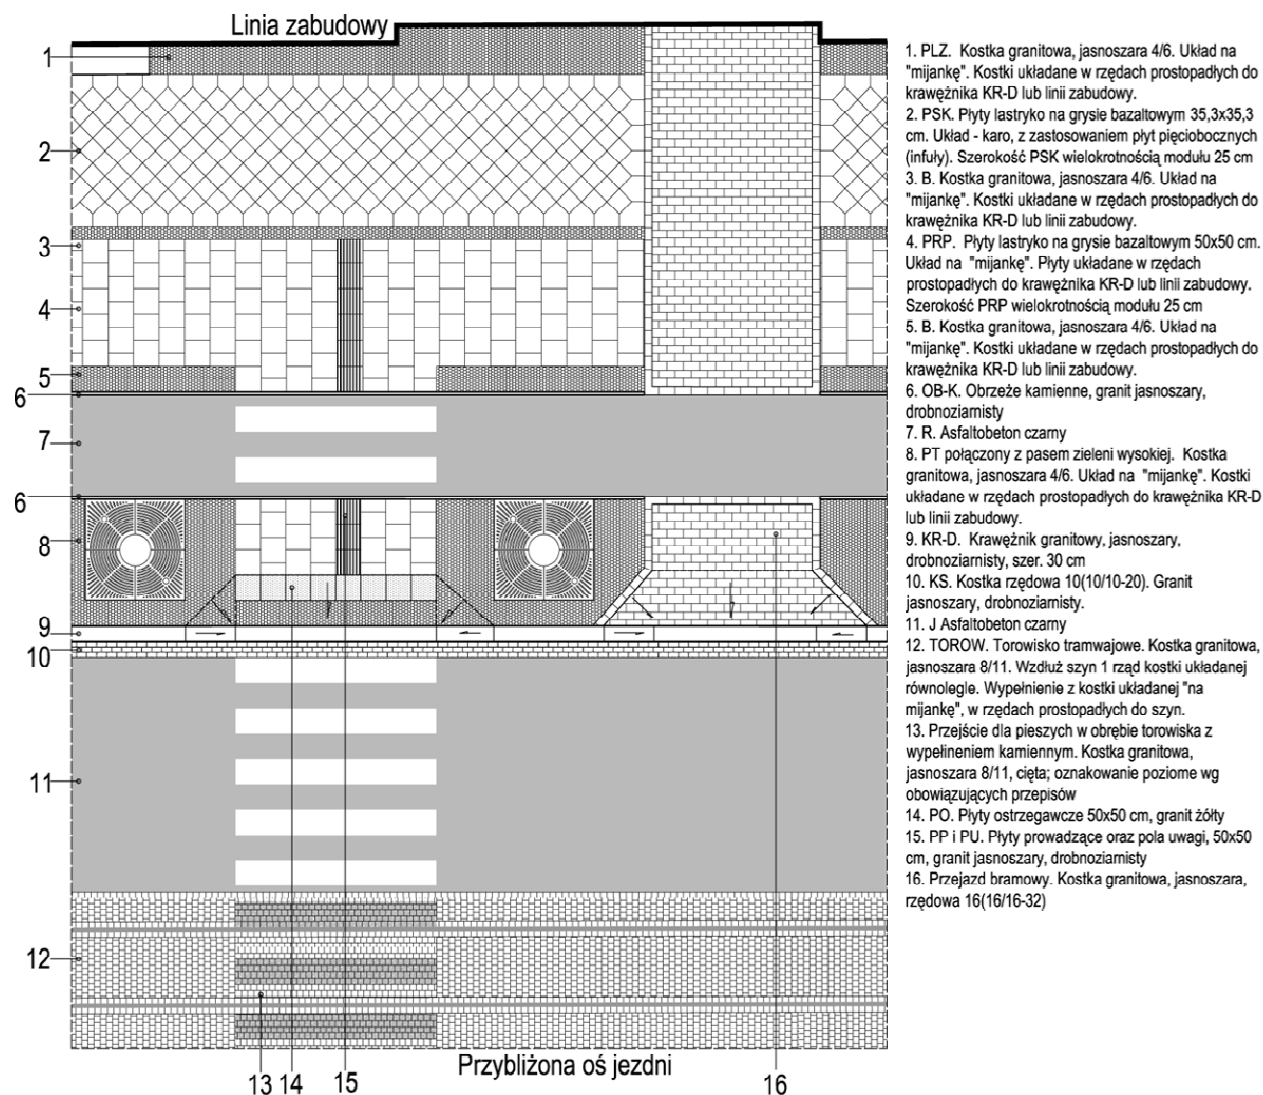 Linia zabudowy
1
2
3
4
5
6
7
6
8
9
10
11
12
13 14 15
16
Przybliżona oś jezdni
1. PLZ. Kostka granitowa, jasnoszara 4/6. Układ na
"mijankę". Kostki układane w rzędach prostopadłych do
krawężnika KR-D lub linii zabudowy.
2. PSK. Płyty lastryko na grysie bazaltowym 35,3x35,3
cm. Układ - karo, z zastosowaniem płyt pięciobocznych
(infuły). Szerokość PSK wielokrotnością modułu 25 cm
3. B. Kostka granitowa, jasnoszara 4/6. Układ na
"mijankę". Kostki układane w rzędach prostopadłych do
krawężnika KR-D lub linii zabudowy.
4. PRP. Płyty lastryko na grysie bazaltowym 50x50 cm.
Układ na "mijankę". Płyty układane w rzędach
prostopadłych do krawężnika KR-D lub linii zabudowy.
Szerokość PRP wielokrotnością modułu 25 cm
5. B. Kostka granitowa, jasnoszara 4/6. Układ na
"mijankę". Kostki układane w rzędach prostopadłych do
krawężnika KR-D lub linii zabudowy.
6. OB-K. Obrzeże kamienne, granit jasnoszary,
drobnoziarnisty
7. R. Asfaltobeton czarny
8. PT połączony z pasem zieleni wysokiej. Kostka
granitowa, jasnoszara 4/6. Układ na "mijankę". Kostki
układane w rzędach prostopadłych do krawężnika KR-D
lub linii zabudowy.
9. KR-D. Krawężnik granitowy, jasnoszary,
drobnoziarnisty, szer. 30 cm
10. KS. Kostka rzędowa 10(10/10-20). Granit
jasnoszary, drobnoziarnisty.
11. J Asfaltobeton czarny
12. TOROW. Torowisko tramwajowe. Kostka granitowa,
jasnoszara 8/11. Wzdłuż szyn 1 rząd kostki układanej
równolegle. Wypełnienie z kostki układanej "na
mijankę", w rzędach prostopadłych do szyn.
13. Przejście dla pieszych w obrębie torowiska z
wypełnieniem kamiennym. Kostka granitowa,
jasnoszara 8/11, cięta; oznakowanie poziome wg
obowiązujących przepisów
14. PO. Płyty ostrzegawcze 50x50 cm, granit żółty
15. PP i PU. Płyty prowadzące oraz pola uwagi, 50x50
cm, granit jasnoszary, drobnoziarnisty
16. Przejazd bramowy. Kostka granitowa, jasnoszara,
rzędowa 16(16/16-32)